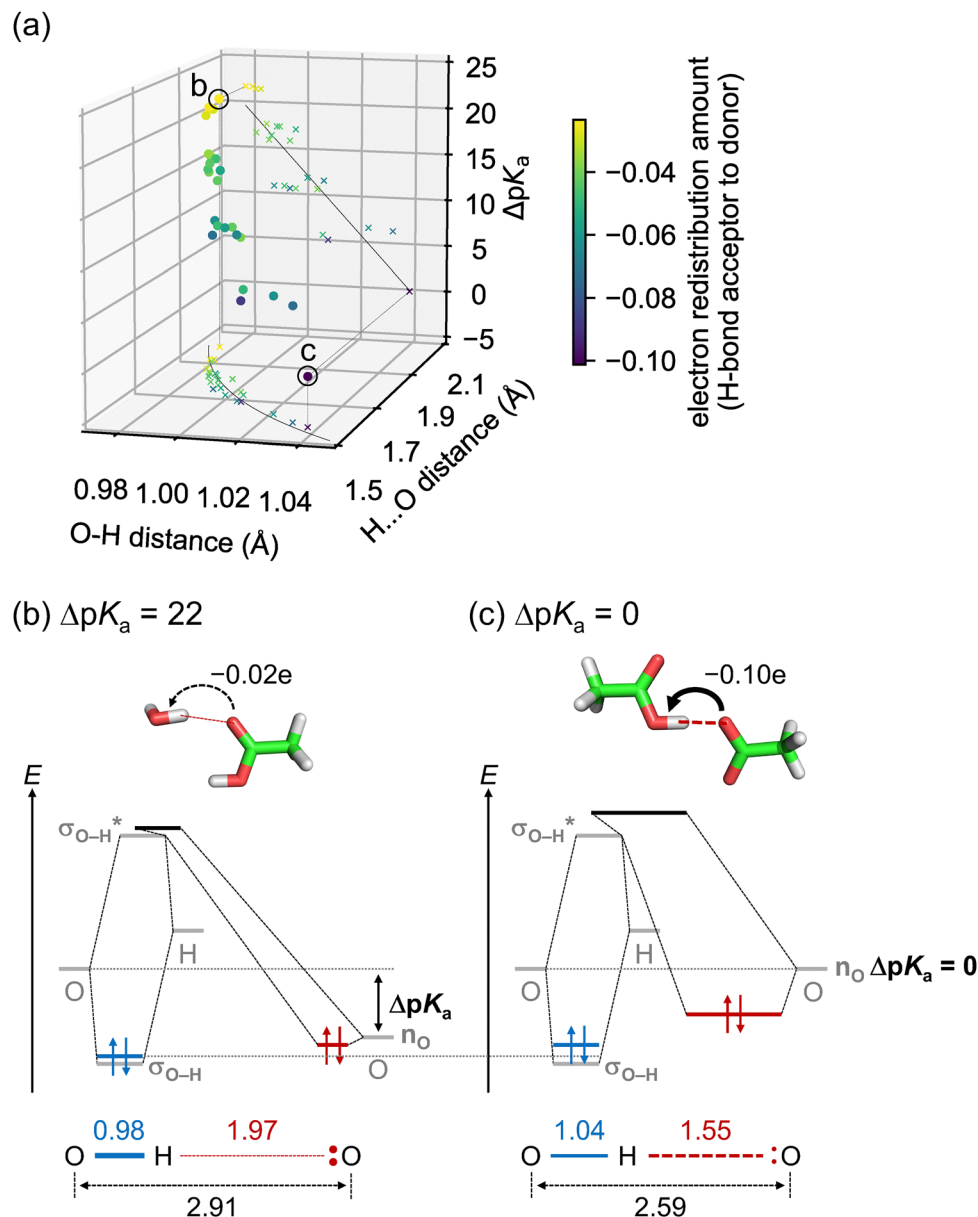 (a)
25
20
15
10
5
0
−5
ΔpKa
b
c
−0.04
−0.06
−0.08
−0.10
electron redistribution amount
(H-bond acceptor to donor)
2.1
1.9
1.7
1.5
H...O distance (Å)
0.98 1.00 1.02 1.04
O-H distance (Å)
(b) ΔpKa = 22
(c) ΔpKa = 0
−0.02e
−0.10e
E
σO–H*
H
O
ΔpKa
nO
O
σO–H
E
σO–H*
H
O
nO ΔpKa = 0
O
σO–H
0.98 1.97
O H O
2.91
1.04 1.55
O H O
2.59